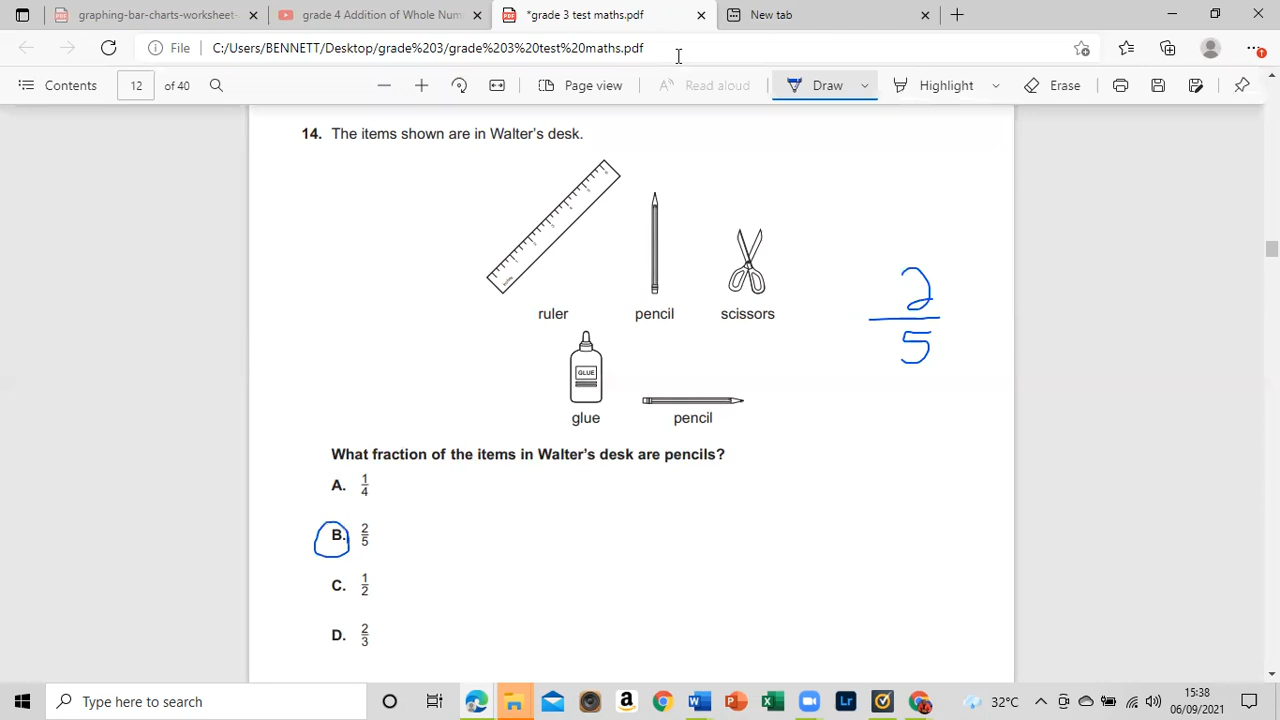 graphing-bar-charts-worksheet-
grade 4 Addition of Whole Num
*grade 3 test maths.pdf
New tab
File
C:/Users/BENNETT/Desktop/grade%203/grade%203%20test%20maths.pdf
Contents
12
of 40
Page view
Read aloud
Draw
Highlight
Erase
14. The items shown are in Walter's desk.
ruler
pencil
scissors
2
5
GLUE
glue
pencil
What fraction of the items in Walter's desk are pencils?
A. 1/4
B. 2/5
C. 1/2
D. 2/3
Type here to search
32°C
15:38
06/09/2021